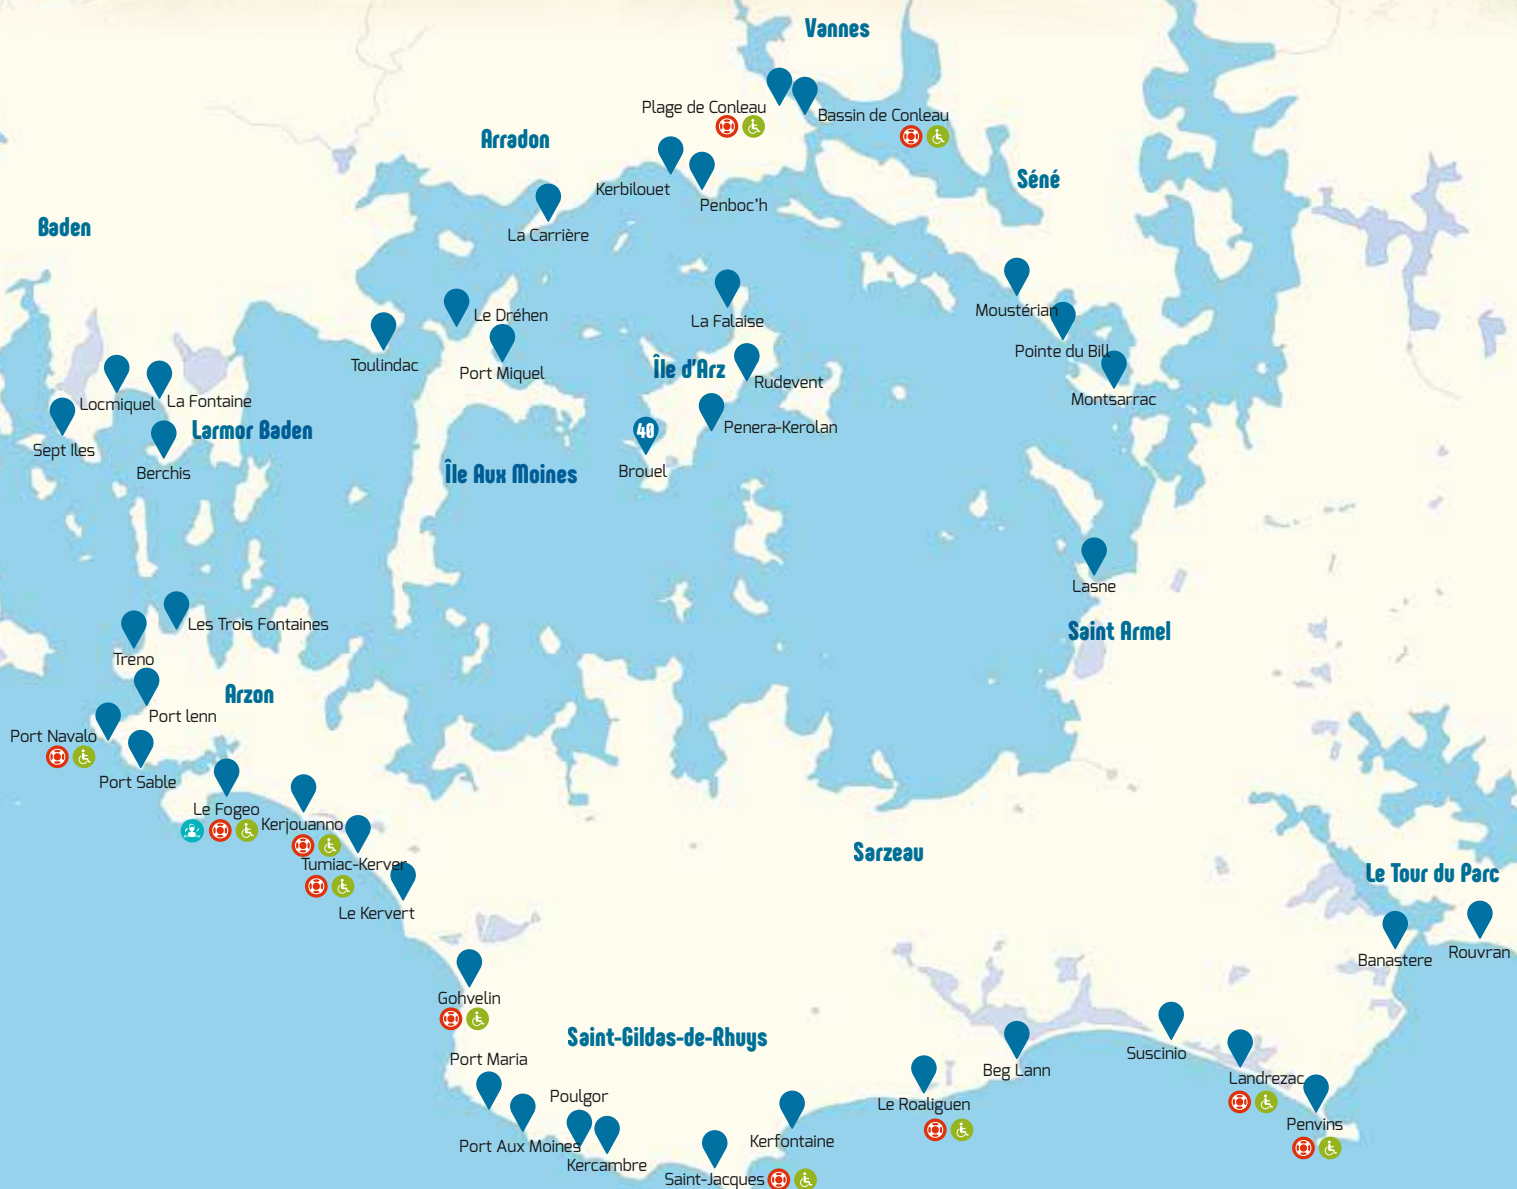 Vannes
Plage de Conleau
Bassin de Conleau
Arradon
Kerbilouet
Penboc'h
Séné
La Carrière
Baden
Moustérian
Le Dréhen
La Falaise
Toulindac
Port Miquel
Pointe du Bill
Île d'Arz
Rudevent
Montsarrac
Locmiquel
La Fontaine
Larmor Baden
Penera-Kerolan
40
Sept Iles
Berchis
Île Aux Moines
Brouel
Lasne
Les Trois Fontaines
Saint Armel
Treno
Arzon
Port lenn
Port Navalo
Port Sable
Le Fogeo
Kerjouanno
Tumiac-Kerver
Sarzeau
Le Tour du Parc
Le Kervert
Banastere
Rouvran
Gohvelin
Saint-Gildas-de-Rhuys
Port Maria
Suscinio
Beg Lann
Landrezac
Poulgor
Le Roaliguen
Penvins
Port Aux Moines
Kerfontaine
Kercambre
Saint-Jacques